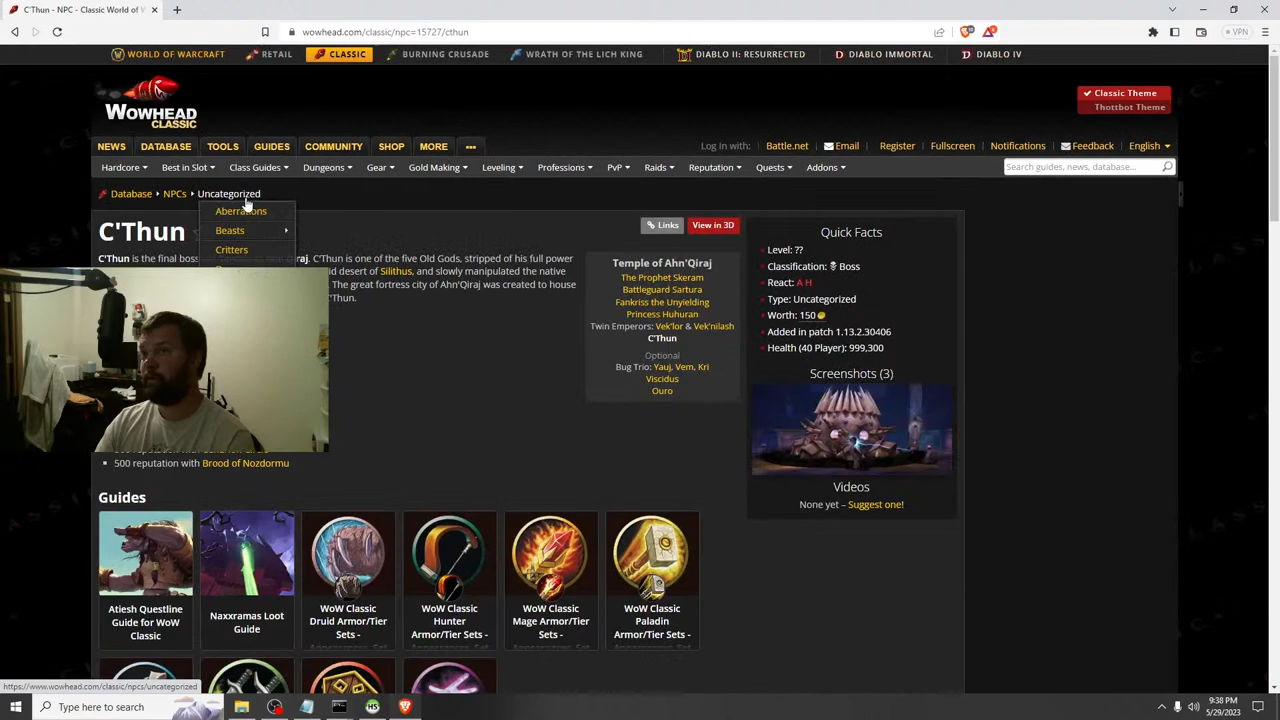 C'Thun - NPC - Classic World of W
wowhead.com/classic/npc=15727/cthun
VPN
WORLD OF WARCRAFT RETAIL CLASSIC BURNING CRUSADE WRATH OF THE LICH KING DIABLO II: RESURRECTED DIABLO IMMORTAL DIABLO IV
WOWHEAD
CLASSIC
Classic Theme
Thottbot Theme
NEWS DATABASE TOOLS GUIDES COMMUNITY SHOP MORE ...
Log in with: Battle.net Email Register Fullscreen Notifications Feedback English
Hardcore Best in Slot Class Guides Dungeons Gear Gold Making Leveling Professions PvP Raids Reputation Quests Addons
Search guides, news, database...
Database NPCs Uncategorized
Aberrations
Beasts
Critters
C'Thun
Links View in 3D
C'Thun is the final boss
raj. C'Thun is one of the five Old Gods, stripped of his full power
id desert of Silithus, and slowly manipulated the native
The great fortress city of Ahn'Qiraj was created to house
C'Thun.
500 reputation with Brood of Nozdormu
Temple of Ahn'Qiraj
The Prophet Skeram
Battleguard Sartura
Fankriss the Unyielding
Princess Huhuran
Twin Emperors: Vek'lor & Vek'nilash
C'Thun
Optional
Bug Trio: Yauj, Vem, Kri
Viscidus
Ouro
Quick Facts
Level: ??
Classification: Boss
React: A H
Type: Uncategorized
Worth: 150
Added in patch 1.13.2.30406
Health (40 Player): 999,300
Screenshots (3)
Videos
None yet – Suggest one!
Guides
Atiesh Questline
Guide for WoW
Classic
Naxxramas Loot
Guide
WoW Classic
Druid Armor/Tier
Sets -
WoW Classic
Hunter
Armor/Tier Sets -
WoW Classic
Mage Armor/Tier
Sets -
WoW Classic
Paladin
Armor/Tier Sets -
https://www.wowhead.com/classic/npcs/uncategorized
Type here to search
9:38 PM
5/29/2023